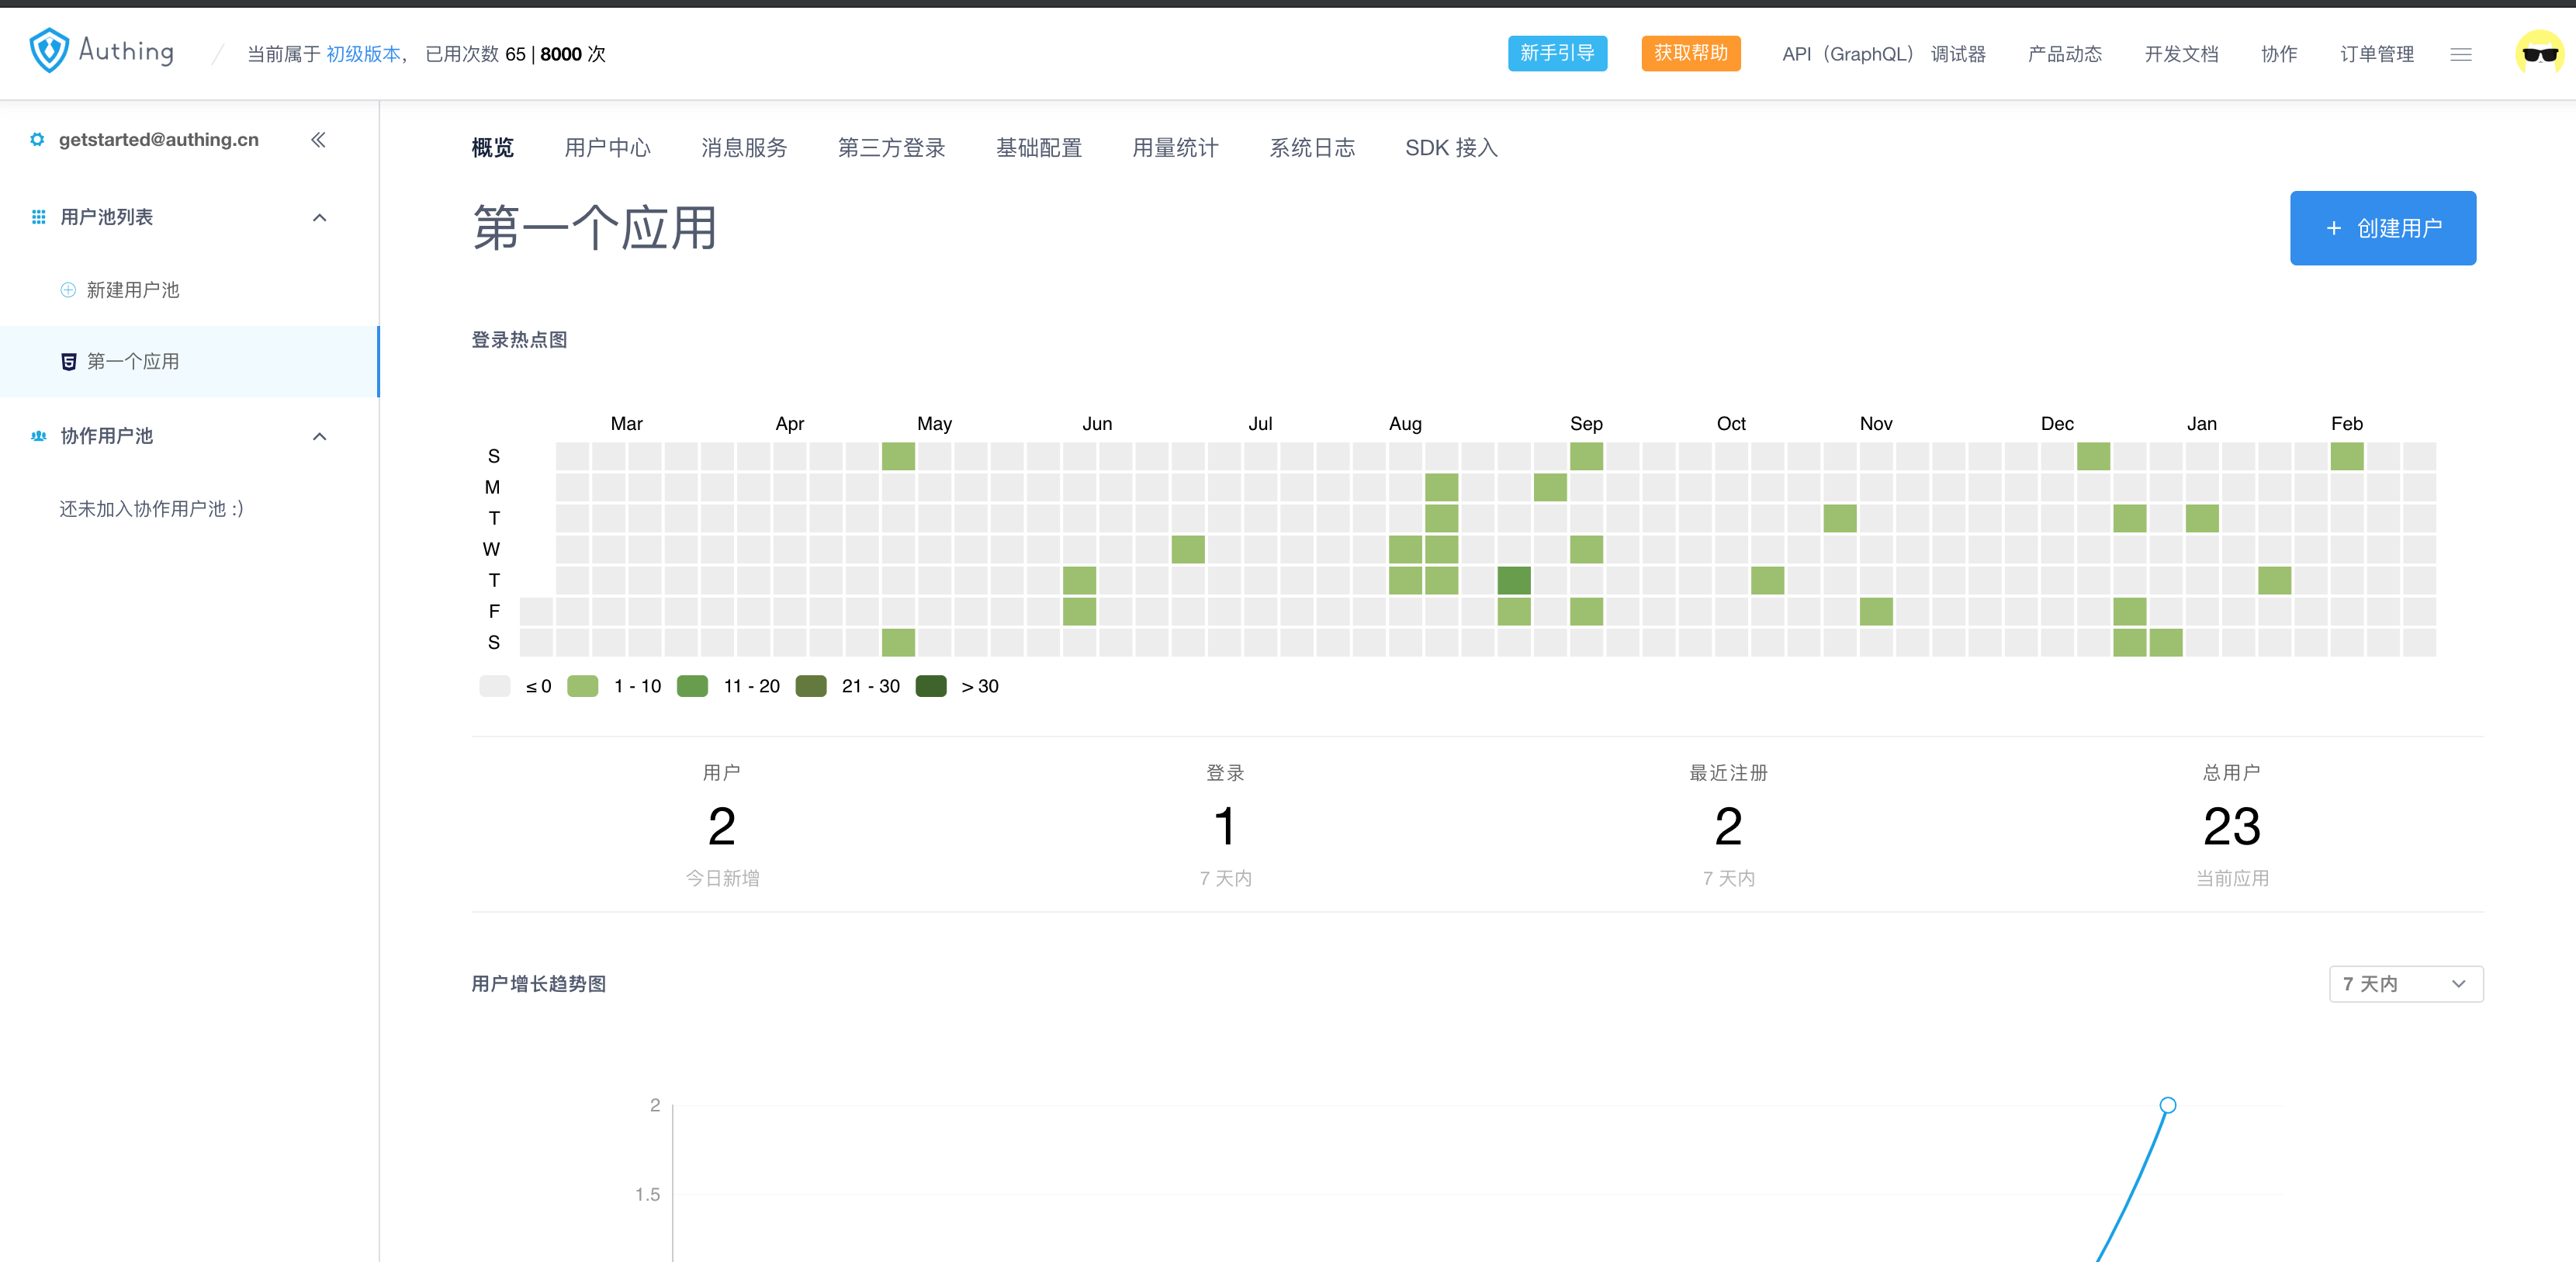 Authing
当前属于 初级版本， 已用次数 65 | 8000 次
新手引导
获取帮助
API（GraphQL） 调试器
产品动态
开发文档
协作
订单管理
getstarted@authing.cn
用户池列表
新建用户池
第一个应用
协作用户池
还未加入协作用户池 :)
概览 用户中心 消息服务 第三方登录 基础配置 用量统计 系统日志 SDK 接入
第一个应用
+ 创建用户
登录热点图
Mar Apr May Jun Jul Aug Sep Oct Nov Dec Jan Feb
S
M
T
W
T
F
S
≤ 0 1 - 10 11 - 20 21 - 30 > 30
用户 登录 最近注册 总用户
2 1 2 23
今日新增 7 天内 7 天内 当前应用
用户增长趋势图
7 天内
2
1.5